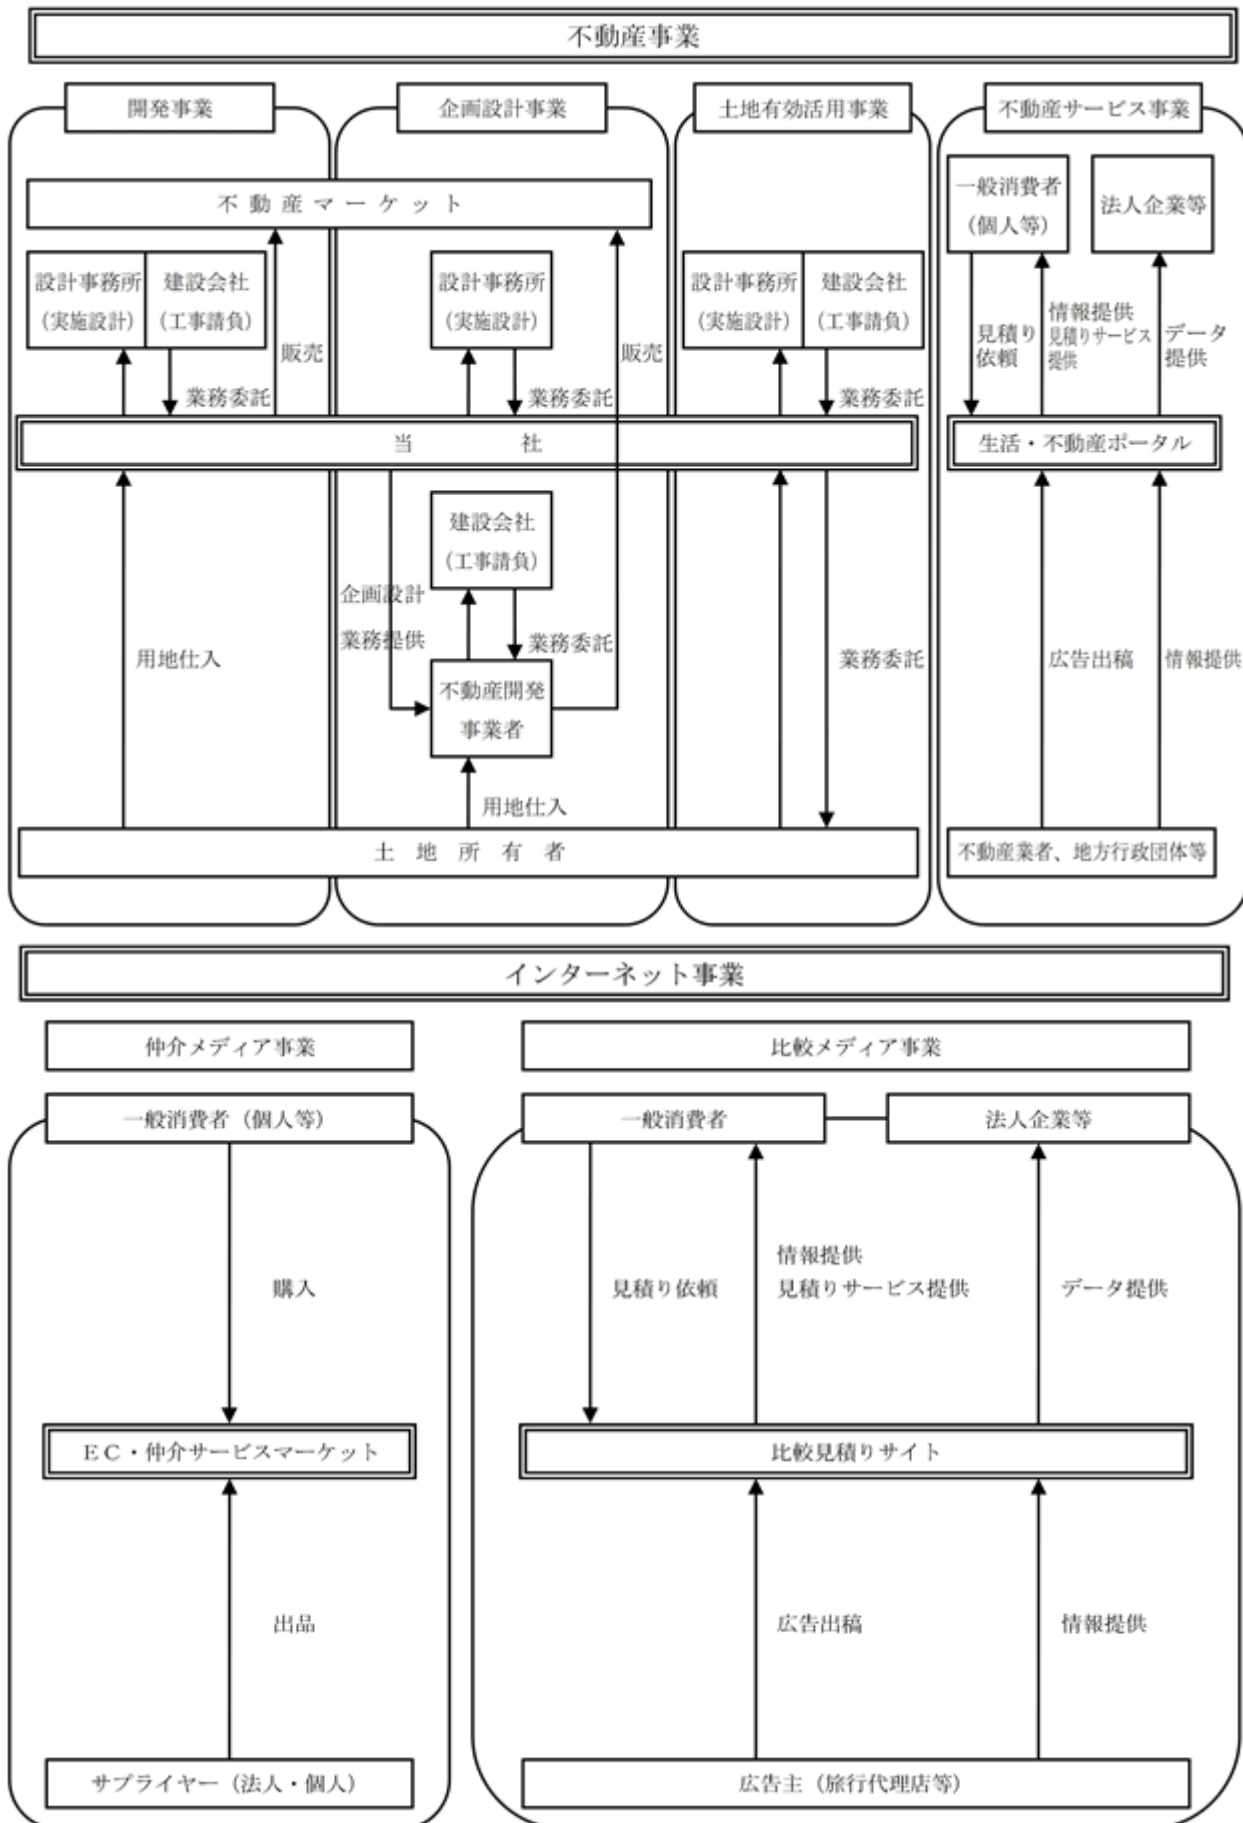 不動産事業
開発事業
企画設計事業
土地有効活用事業
不動産サービス事業
不動産マーケット
一般消費者
(個人等)
法人企業等
設計事務所
(実施設計)
建設会社
(工事請負)
販売
業務委託
設計事務所
(実施設計)
販売
業務委託
設計事務所
(実施設計)
建設会社
(工事請負)
業務委託
見積り
依頼
情報提供
見積りサービス
提供
データ
提供
当社
生活・不動産ポータル
建設会社
(工事請負)
企画設計
業務提供
業務委託
用地仕入
不動産開発
事業者
業務委託
広告出稿
情報提供
用地仕入
土地所有者
不動産業者、地方行政団体等
インターネット事業
仲介メディア事業
比較メディア事業
一般消費者(個人等)
一般消費者
法人企業等
購入
見積り依頼
情報提供
見積りサービス提供
データ提供
EC・仲介サービスマーケット
比較見積りサイト
出品
広告出稿
情報提供
サプライヤー(法人・個人)
広告主(旅行代理店等)